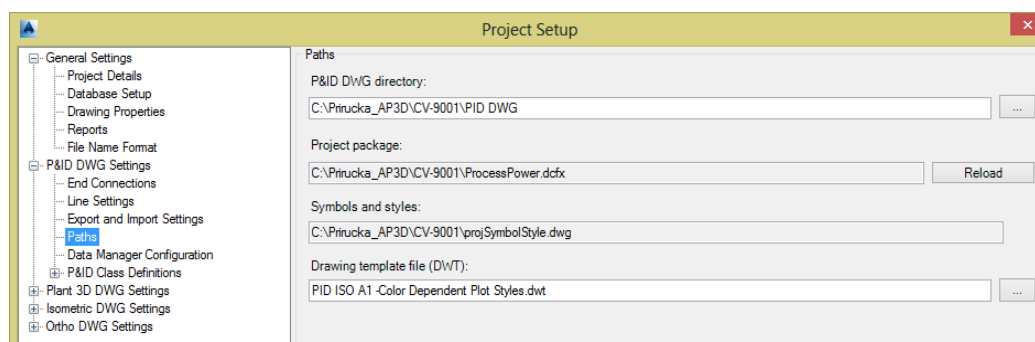 Project Setup
General Settings
Project Details
Database Setup
Drawing Properties
Reports
File Name Format
P&ID DWG Settings
End Connections
Line Settings
Export and Import Settings
Paths
Data Manager Configuration
P&ID Class Definitions
Plant 3D DWG Settings
Isometric DWG Settings
Ortho DWG Settings
Paths
P&ID DWG directory:
C:\Prirucka_AP3D\CV-9001\PID DWG
...
Project package:
C:\Prirucka_AP3D\CV-9001\ProcessPower.dcfx
Reload
Symbols and styles:
C:\Prirucka_AP3D\CV-9001\projSymbolStyle.dwg
Drawing template file (DWT):
PID ISO A1 -Color Dependent Plot Styles.dwt
...